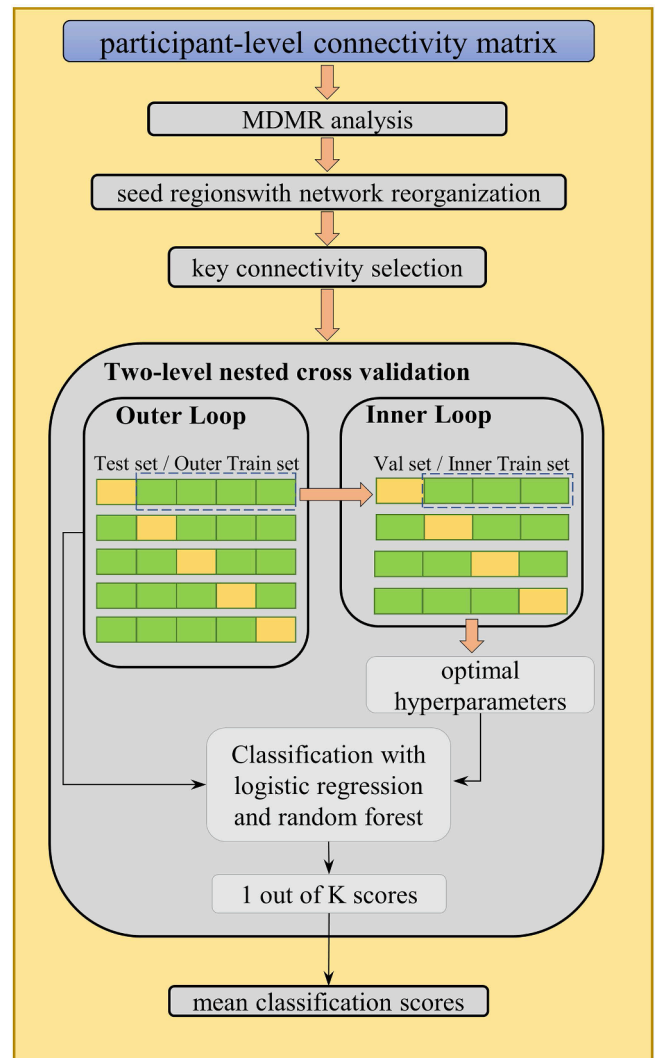 participant-level connectivity matrix
MDMR analysis
seed regionswith network reorganization
key connectivity selection
Two-level nested cross validation
Outer Loop
Test set / Outer Train set
Inner Loop
Val set / Inner Train set
optimal
hyperparameters
Classification with
logistic regression
and random forest
1 out of K scores
mean classification scores